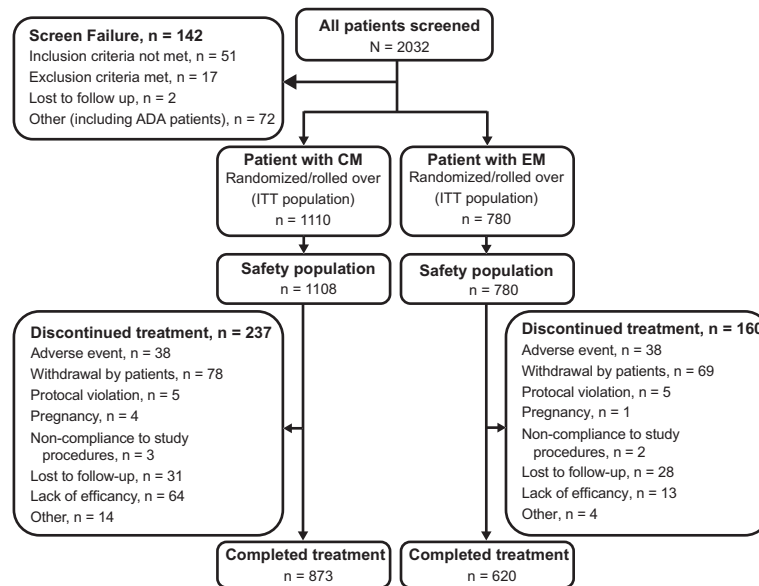 Screen Failure, n = 142
Inclusion criteria not met, n = 51
Exclusion criteria met, n = 17
Lost to follow up, n = 2
Other (including ADA patients), n = 72
All patients screened
N = 2032
Patient with CM
Randomized/rolled over
(ITT population)
n = 1110
Patient with EM
Randomized/rolled over
(ITT population)
n = 780
Safety population
n = 1108
Safety population
n = 780
Discontinued treatment, n = 237
Adverse event, n = 38
Withdrawal by patients, n = 78
Protocal violation, n = 5
Pregnancy, n = 4
Non-compliance to study
procedures, n = 3
Lost to follow-up, n = 31
Lack of efficancy, n = 64
Other, n = 14
Discontinued treatment, n = 160
Adverse event, n = 38
Withdrawal by patients, n = 69
Protocal violation, n = 5
Pregnancy, n = 1
Non-compliance to study
procedures, n = 2
Lost to follow-up, n = 28
Lack of efficancy, n = 13
Other, n = 4
Completed treatment
n = 873
Completed treatment
n = 620